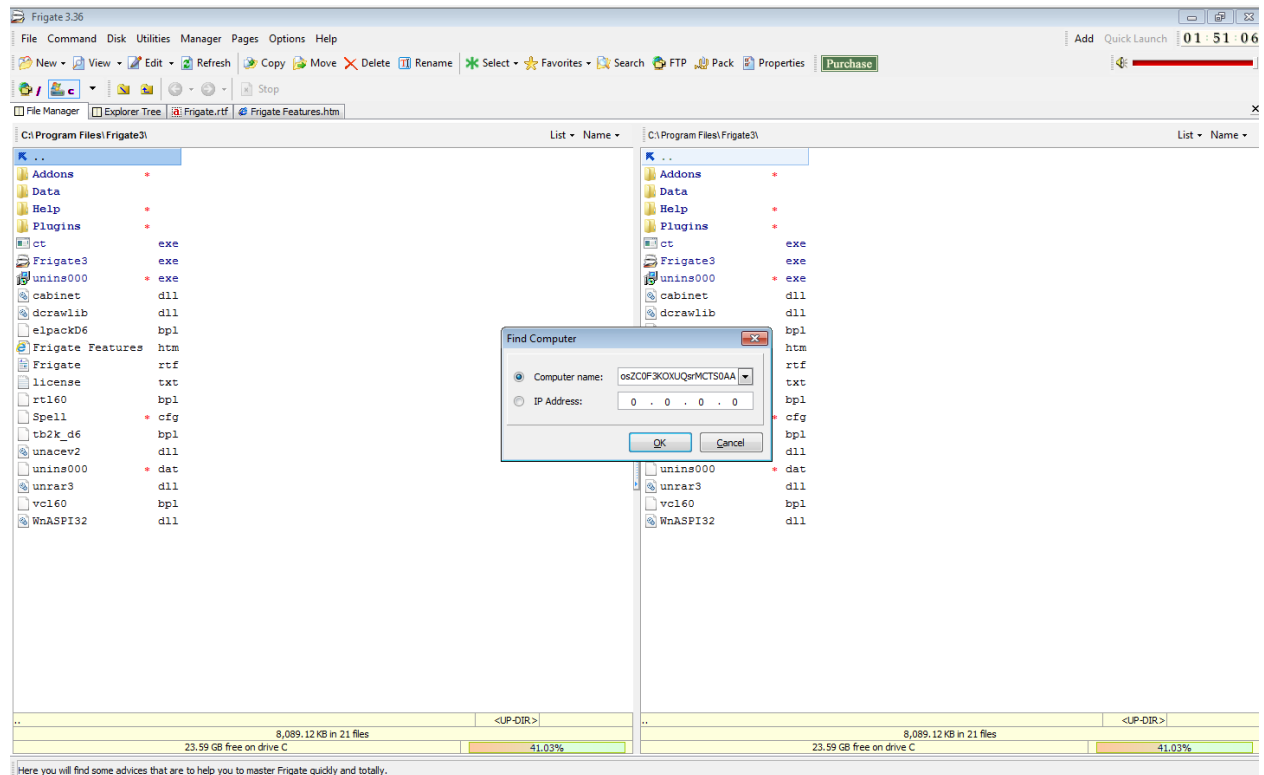 Frigate 3.36
File Command Disk Utilities Manager Pages Options Help
Add Quick Launch 01:51:06
New View Edit Refresh Copy Move Delete Rename Select Favorites Search FTP Pack Properties Purchase
/ c Stop
File Manager Explorer Tree Frigate.rtf Frigate Features.htm
C:\Program Files\Frigate3\ List Name C:\Program Files\Frigate3\ List Name
.. ..
Addons * Addons *
Data Data
Help * Help *
Plugins * Plugins *
ct exe ct exe
Frigate3 exe Frigate3 exe
unins000 * exe unins000 * exe
cabinet dll cabinet dll
dcrawlib dll dcrawlib dll
elpackD6 bpl bpl
Frigate Features htm htm
Frigate rtf rtf
license txt txt
rtl60 bpl bpl
Spell * cfg * cfg
tb2k_d6 bpl bpl
unacev2 dll dll
unins000 * dat unins000 * dat
unrar3 dll unrar3 dll
vcl60 bpl vcl60 bpl
WnASPI32 dll WnASPI32 dll
Find Computer
Computer name: osZC0F3KOXUQsrMCTS0AA
IP Address: 0 . 0 . 0 . 0
OK Cancel
.. <UP-DIR> .. <UP-DIR>
8,089.12 KB in 21 files 8,089.12 KB in 21 files
23.59 GB free on drive C 41.03% 23.59 GB free on drive C 41.03%
Here you will find some advices that are to help you to master Frigate quickly and totally.